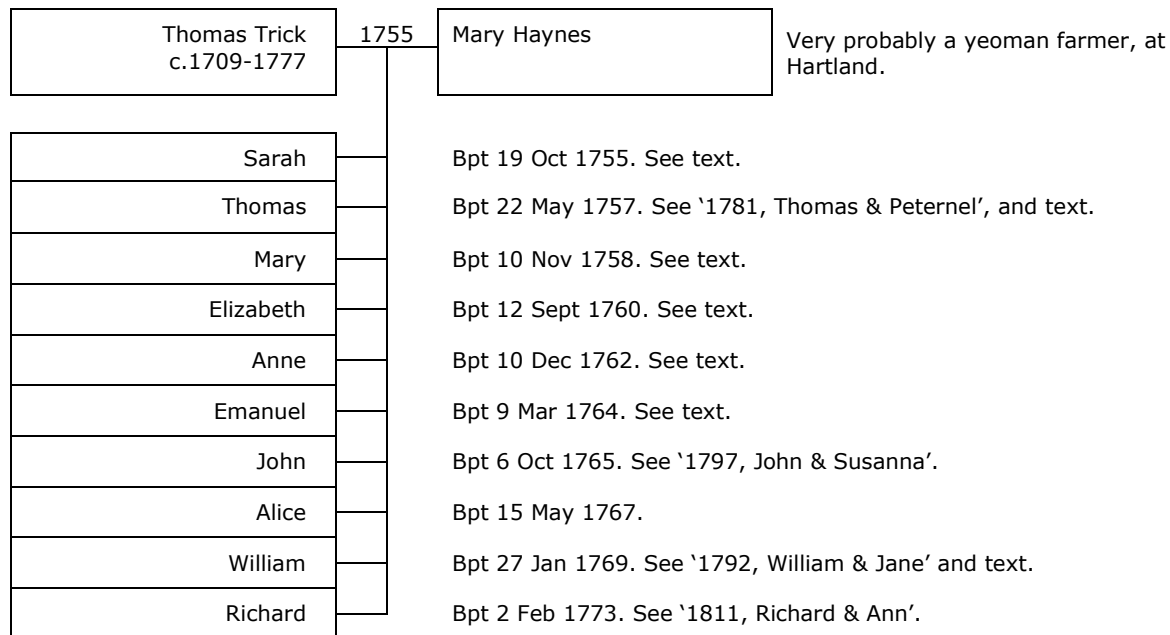 Thomas Trick 1755 Mary Haynes
c.1709-1777
Very probably a yeoman farmer, at
Hartland.
Sarah Bpt 19 Oct 1755. See text.
Thomas Bpt 22 May 1757. See ‘1781, Thomas & Peternel’, and text.
Mary Bpt 10 Nov 1758. See text.
Elizabeth Bpt 12 Sept 1760. See text.
Anne Bpt 10 Dec 1762. See text.
Emanuel Bpt 9 Mar 1764. See text.
John Bpt 6 Oct 1765. See ‘1797, John & Susanna’.
Alice Bpt 15 May 1767.
William Bpt 27 Jan 1769. See ‘1792, William & Jane’ and text.
Richard Bpt 2 Feb 1773. See ‘1811, Richard & Ann’.